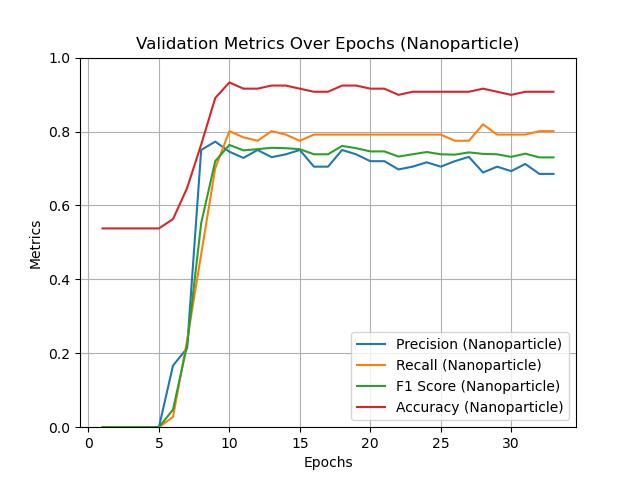 Validation Metrics Over Epochs (Nanoparticle)
1.0
0.8
0.6
0.4
0.2
0.0
Metrics
Precision (Nanoparticle)
Recall (Nanoparticle)
F1 Score (Nanoparticle)
Accuracy (Nanoparticle)
0 5 10 15 20 25 30
Epochs